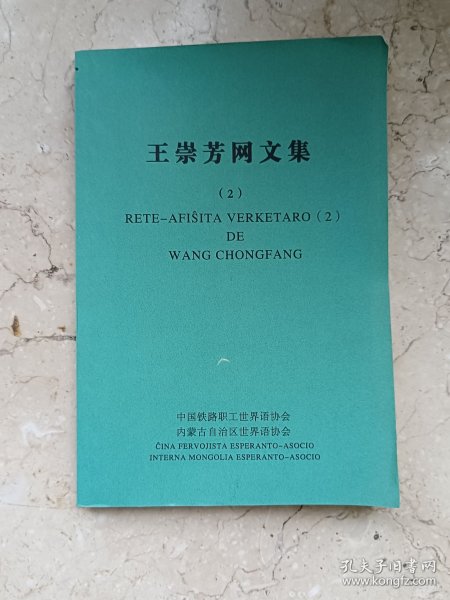 王崇芳网文集
（2）
RETE-AFIŜITA VERKETARO（2）
DE
WANG CHONGFANG
中国铁路职工世界语协会
内蒙古自治区世界语协会
ĈINA FERVOJISTA ESPERANTO-ASOCIO
INTERNA MONGOLIA ESPERANTO-ASOCIO
孔夫子旧书网
www.kongfz.com